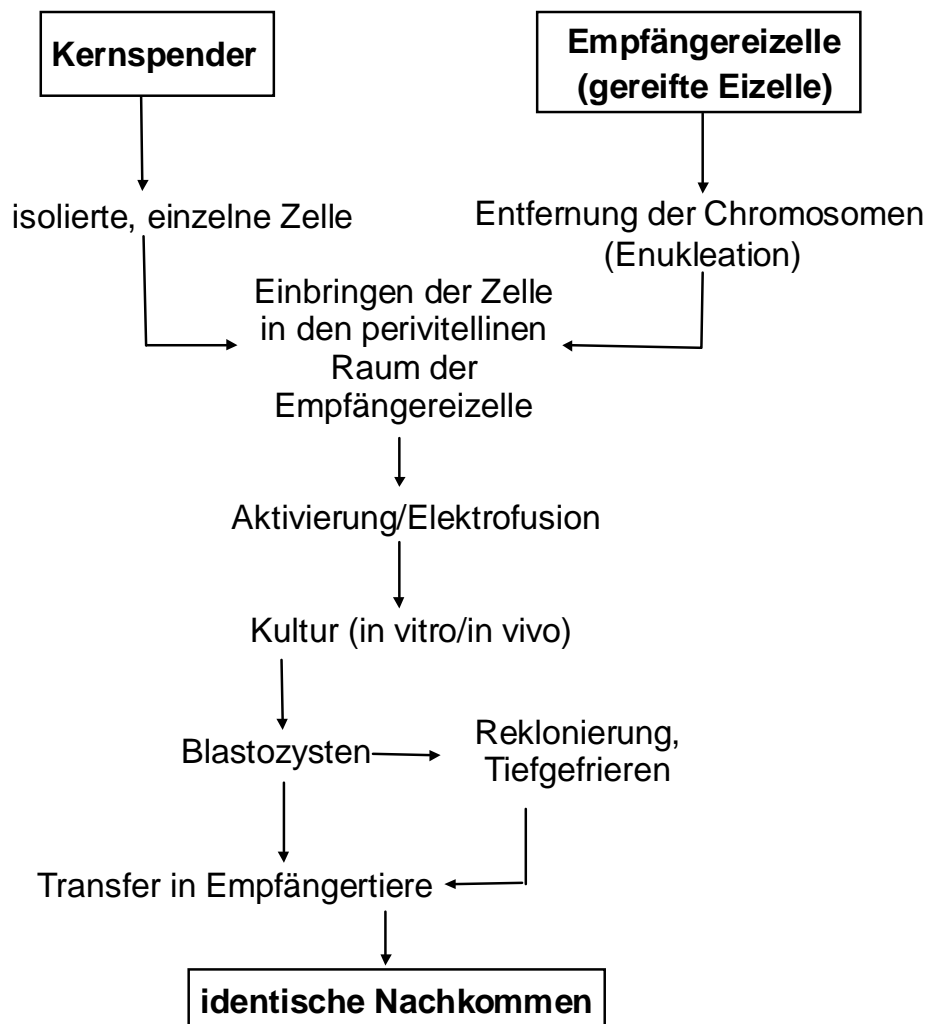 Kernspender
Empfängereizelle
(gereifte Eizelle)
isolierte, einzelne Zelle
Entfernung der Chromosomen
(Enukleation)
Einbringen der Zelle
in den perivitellinen
Raum der
Empfängereizelle
Aktivierung/Elektrofusion
Kultur (in vitro/in vivo)
Blastozysten
Reklonierung,
Tiefgefrieren
Transfer in Empfängertiere
identische Nachkommen